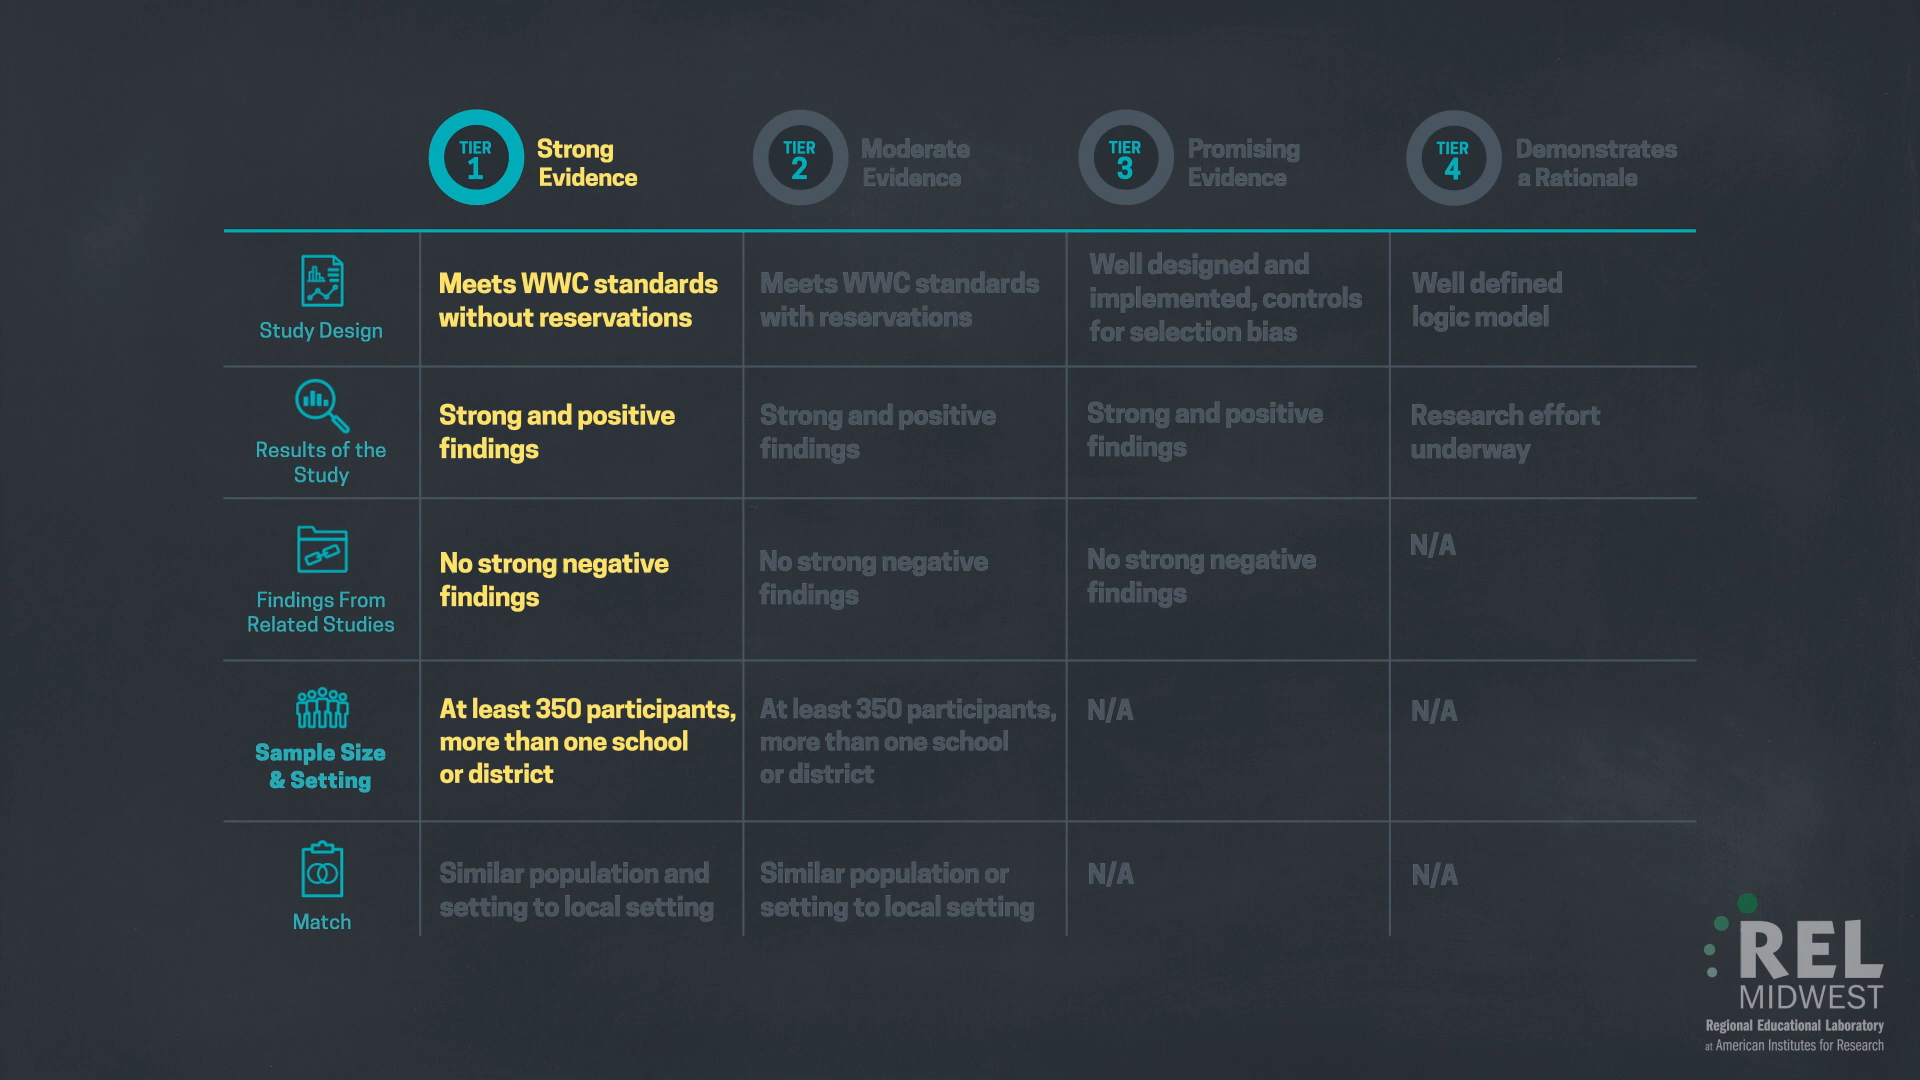 TIER
1
Strong
Evidence
TIER
2
Moderate
Evidence
TIER
3
Promising
Evidence
TIER
4
Demonstrates
a Rationale
Study Design
Meets WWC standards
without reservations
Meets WWC standards
with reservations
Well designed and
implemented, controls
for selection bias
Well defined
logic model
Results of the
Study
Strong and positive
findings
Strong and positive
findings
Strong and positive
findings
Research effort
underway
Findings From
Related Studies
No strong negative
findings
No strong negative
findings
No strong negative
findings
N/A
Sample Size
& Setting
At least 350 participants,
more than one school
or district
At least 350 participants,
more than one school
or district
N/A
N/A
Match
Similar population and
setting to local setting
Similar population or
setting to local setting
N/A
N/A
REL
MIDWEST
Regional Educational Laboratory
at American Institutes for Research